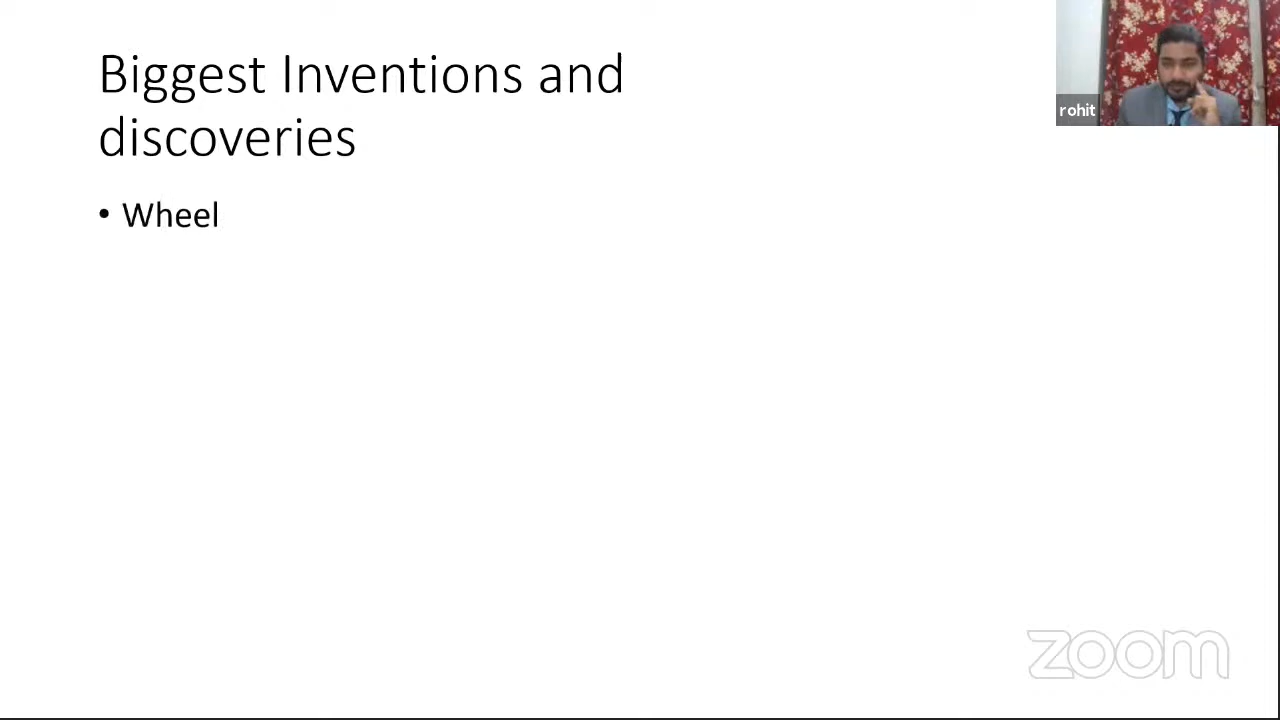 Biggest Inventions and
discoveries
• Wheel
rohit
zoom